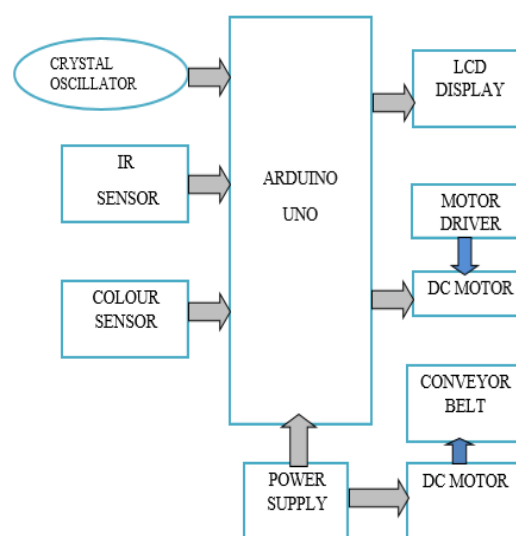 CRYSTAL
OSCILLATOR
IR
SENSOR
COLOUR
SENSOR
ARDUINO
UNO
LCD
DISPLAY
MOTOR
DRIVER
DC MOTOR
CONVEYOR
BELT
POWER
SUPPLY
DC MOTOR